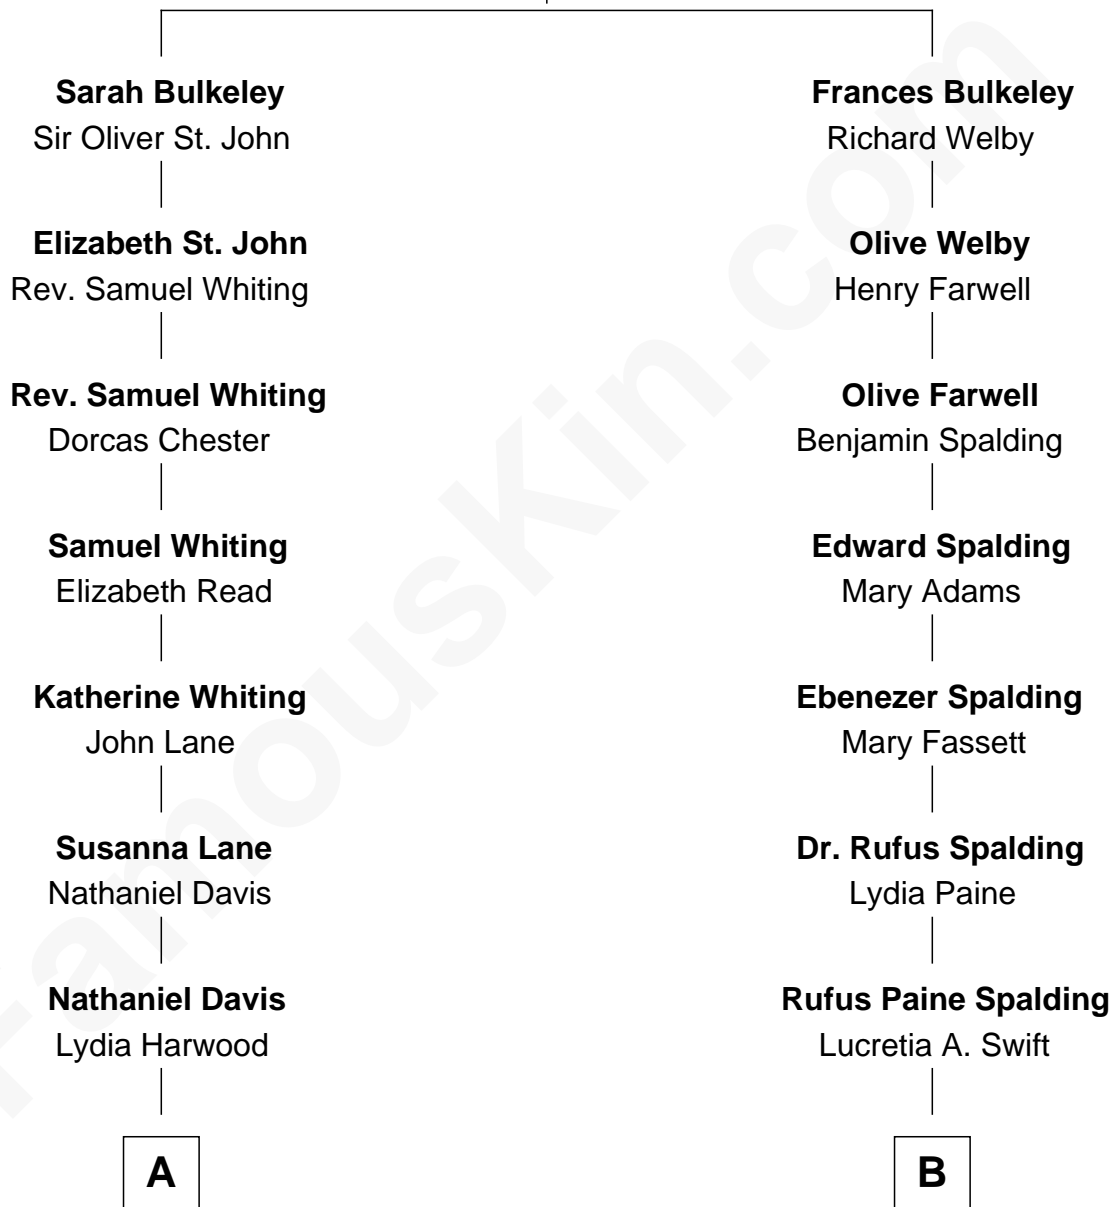 Sarah Bulkeley
Sir Oliver St. John
Elizabeth St. John
Rev. Samuel Whiting
Rev. Samuel Whiting
Dorcas Chester
Samuel Whiting
Elizabeth Read
Katherine Whiting
John Lane
Susanna Lane
Nathaniel Davis
Nathaniel Davis
Lydia Harwood
A
Frances Bulkeley
Richard Welby
Olive Welby
Henry Farwell
Olive Farwell
Benjamin Spalding
Edward Spalding
Mary Adams
Ebenezer Spalding
Mary Fassett
Dr. Rufus Spalding
Lydia Paine
Rufus Paine Spalding
Lucretia A. Swift
B
FamousKin.com